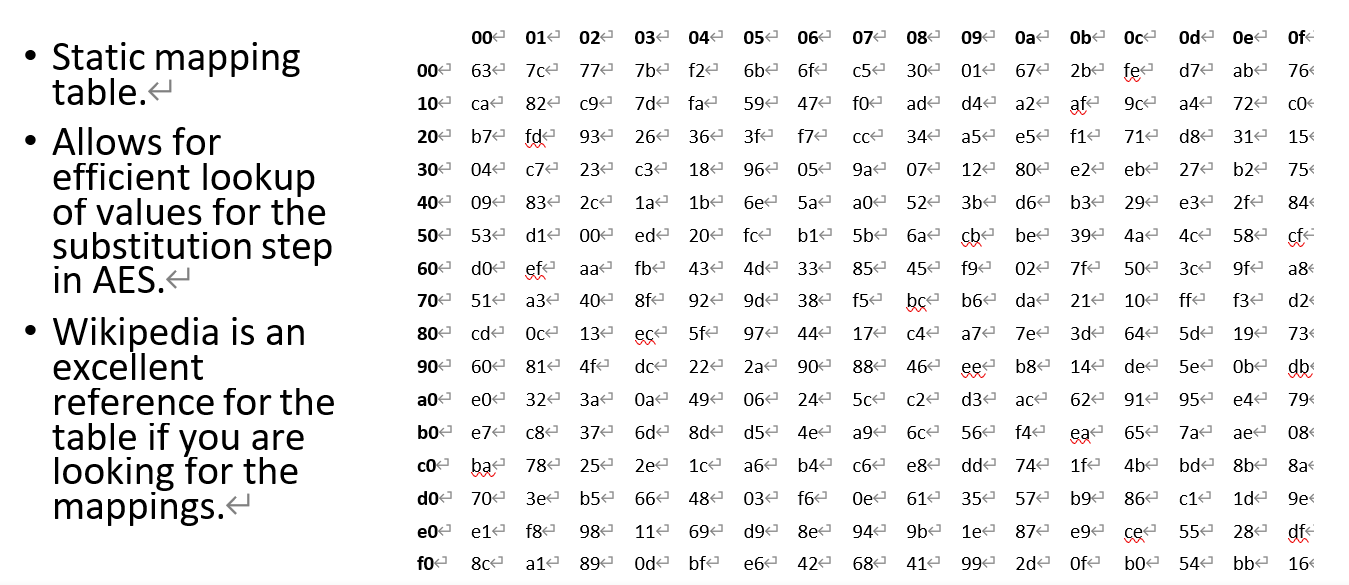 • Static mapping
table.
• Allows for
efficient lookup
of values for the
substitution step
in AES.
• Wikipedia is an
excellent
reference for the
table if you are
looking for the
mappings.
00 01 02 03 04 05 06 07 08 09 0a 0b 0c 0d 0e 0f
00 63 7c 77 7b f2 6b 6f c5 30 01 67 2b fe d7 ab 76
10 ca 82 c9 7d fa 59 47 f0 ad d4 a2 af 9c a4 72 c0
20 b7 fd 93 26 36 3f f7 cc 34 a5 e5 f1 71 d8 31 15
30 04 c7 23 c3 18 96 05 9a 07 12 80 e2 eb 27 b2 75
40 09 83 2c 1a 1b 6e 5a a0 52 3b d6 b3 29 e3 2f 84
50 53 d1 00 ed 20 fc b1 5b 6a cb be 39 4a 4c 58 cf
60 d0 ef aa fb 43 4d 33 85 45 f9 02 7f 50 3c 9f a8
70 51 a3 40 8f 92 9d 38 f5 bc b6 da 21 10 ff f3 d2
80 cd 0c 13 ec 5f 97 44 17 c4 a7 7e 3d 64 5d 19 73
90 60 81 4f dc 22 2a 90 88 46 ee b8 14 de 5e 0b db
a0 e0 32 3a 0a 49 06 24 5c c2 d3 ac 62 91 95 e4 79
b0 e7 c8 37 6d 8d d5 4e a9 6c 56 f4 ea 65 7a ae 08
c0 ba 78 25 2e 1c a6 b4 c6 e8 dd 74 1f 4b bd 8b 8a
d0 70 3e b5 66 48 03 f6 0e 61 35 57 b9 86 c1 1d 9e
e0 e1 f8 98 11 69 d9 8e 94 9b 1e 87 e9 ce 55 28 df
f0 8c a1 89 0d bf e6 42 68 41 99 2d 0f b0 54 bb 16